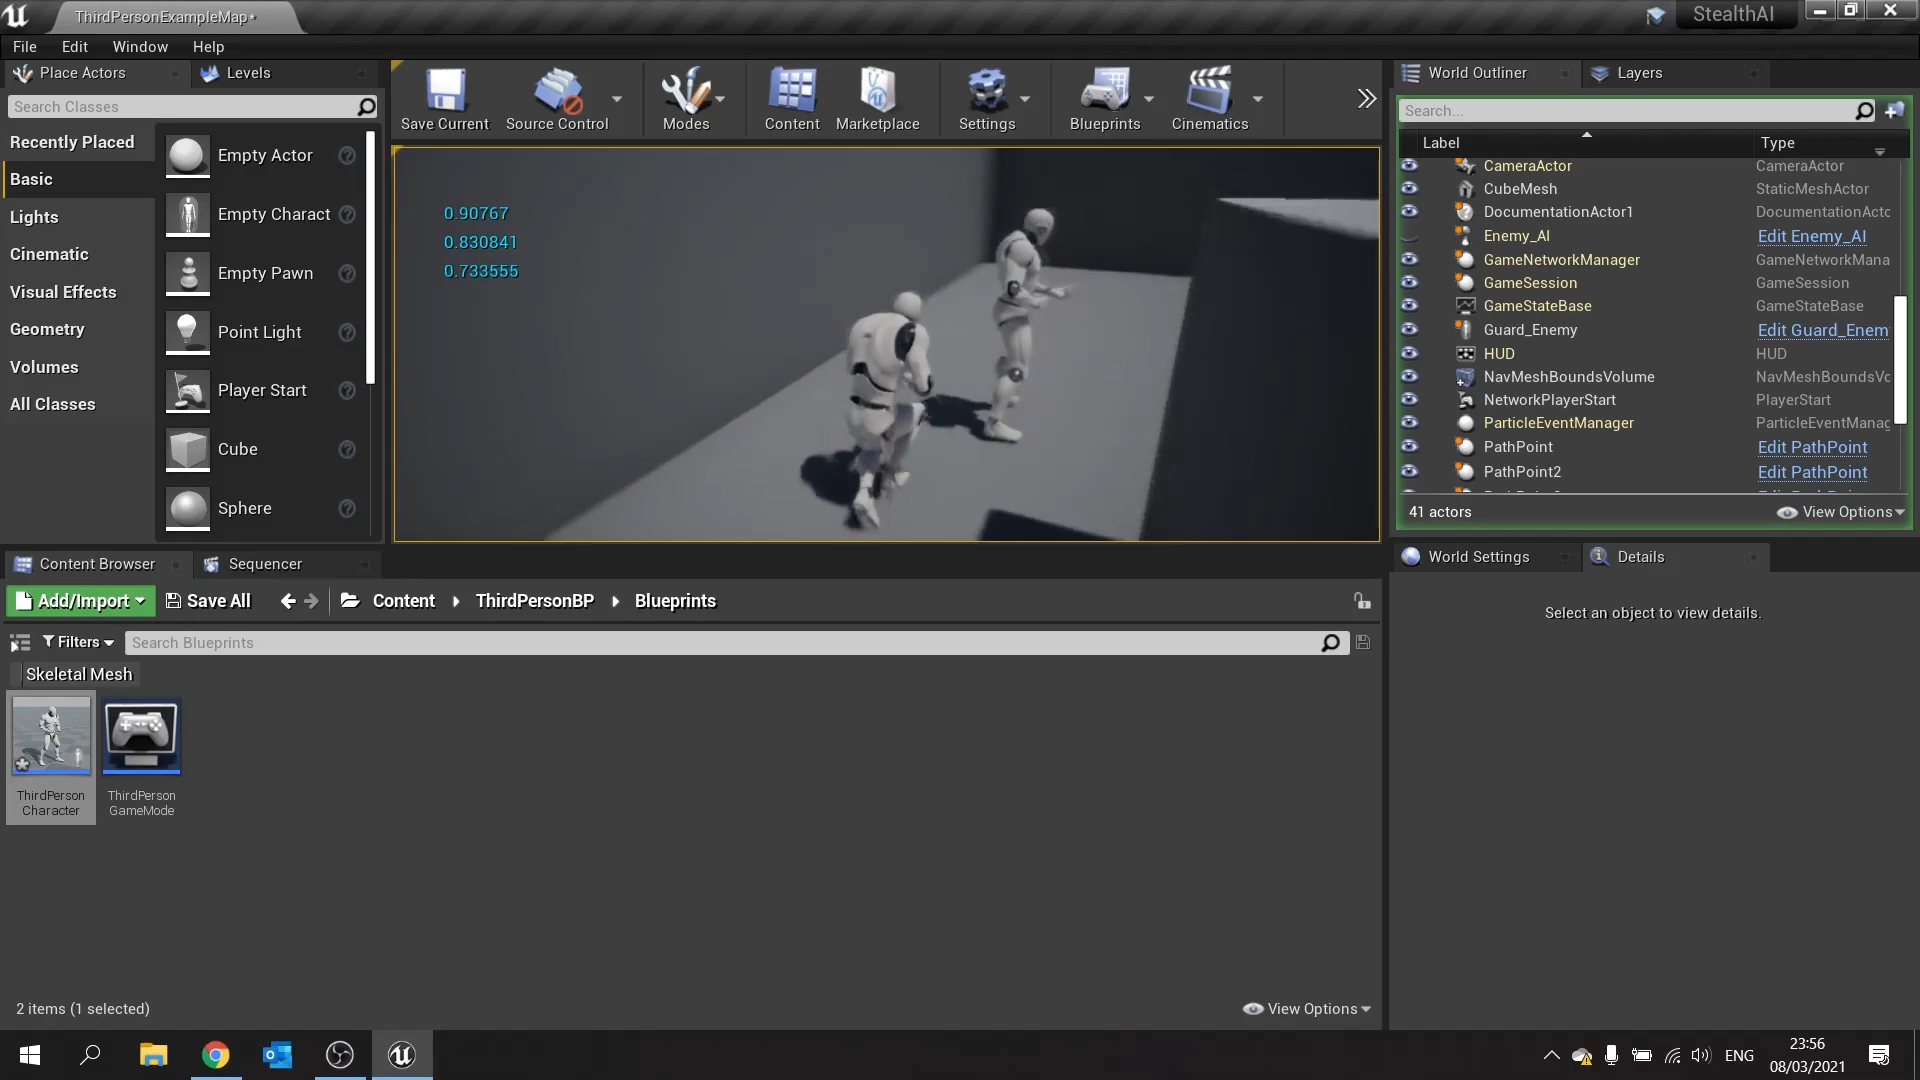 ThirdPersonExampleMap*
StealthAI
File Edit Window Help
Place Actors
Levels
Search Classes
Recently Placed
Basic
Lights
Cinematic
Visual Effects
Geometry
Volumes
All Classes
Empty Actor
Empty Charact
Empty Pawn
Point Light
Player Start
Cube
Sphere
Save Current
Source Control
Modes
Content
Marketplace
Settings
Blueprints
Cinematics
0.90767
0.830841
0.733555
World Outliner
Layers
Search...
Label Type
CameraActor CameraActor
CubeMesh StaticMeshActor
DocumentationActor1 DocumentationActo
Enemy_AI Edit Enemy_AI
GameNetworkManager GameNetworkMana
GameSession GameSession
GameStateBase GameStateBase
Guard_Enemy Edit Guard_Enem
HUD HUD
NavMeshBoundsVolume NavMeshBoundsVo
NetworkPlayerStart PlayerStart
ParticleEventManager ParticleEventManag
PathPoint Edit PathPoint
PathPoint2 Edit PathPoint
41 actors
View Options
World Settings
Details
Select an object to view details.
Content Browser
Sequencer
Add/Import
Save All
Content
ThirdPersonBP
Blueprints
Filters
Search Blueprints
Skeletal Mesh
ThirdPerson
Character
ThirdPerson
GameMode
2 items (1 selected)
View Options
ENG
23:56
08/03/2021